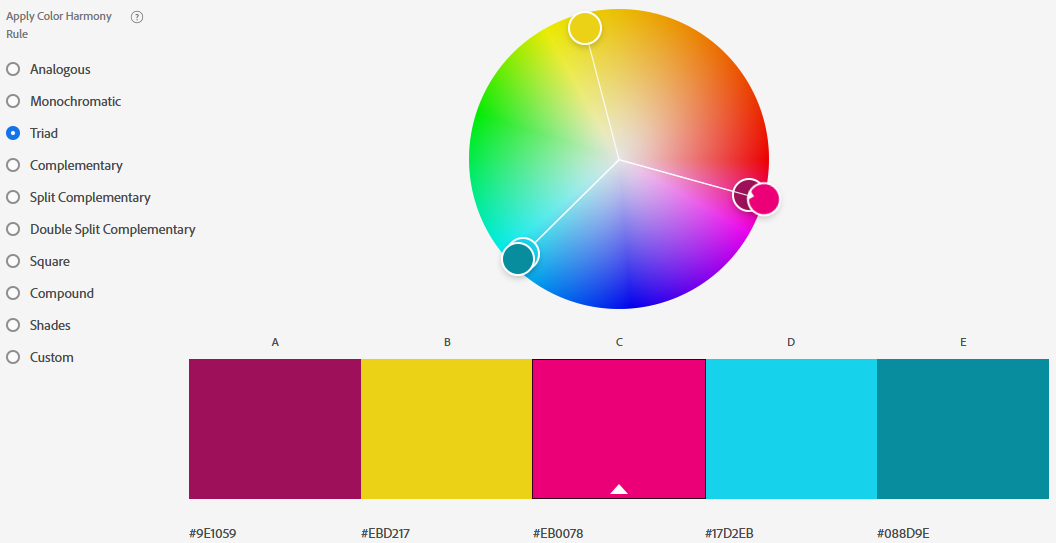 Apply Color Harmony
Rule
?
Analogous
Monochromatic
Triad
Complementary
Split Complementary
Double Split Complementary
Square
Compound
Shades
Custom
A B C D E
#9E1059 #EBD217 #EB0078 #17D2EB #088D9E